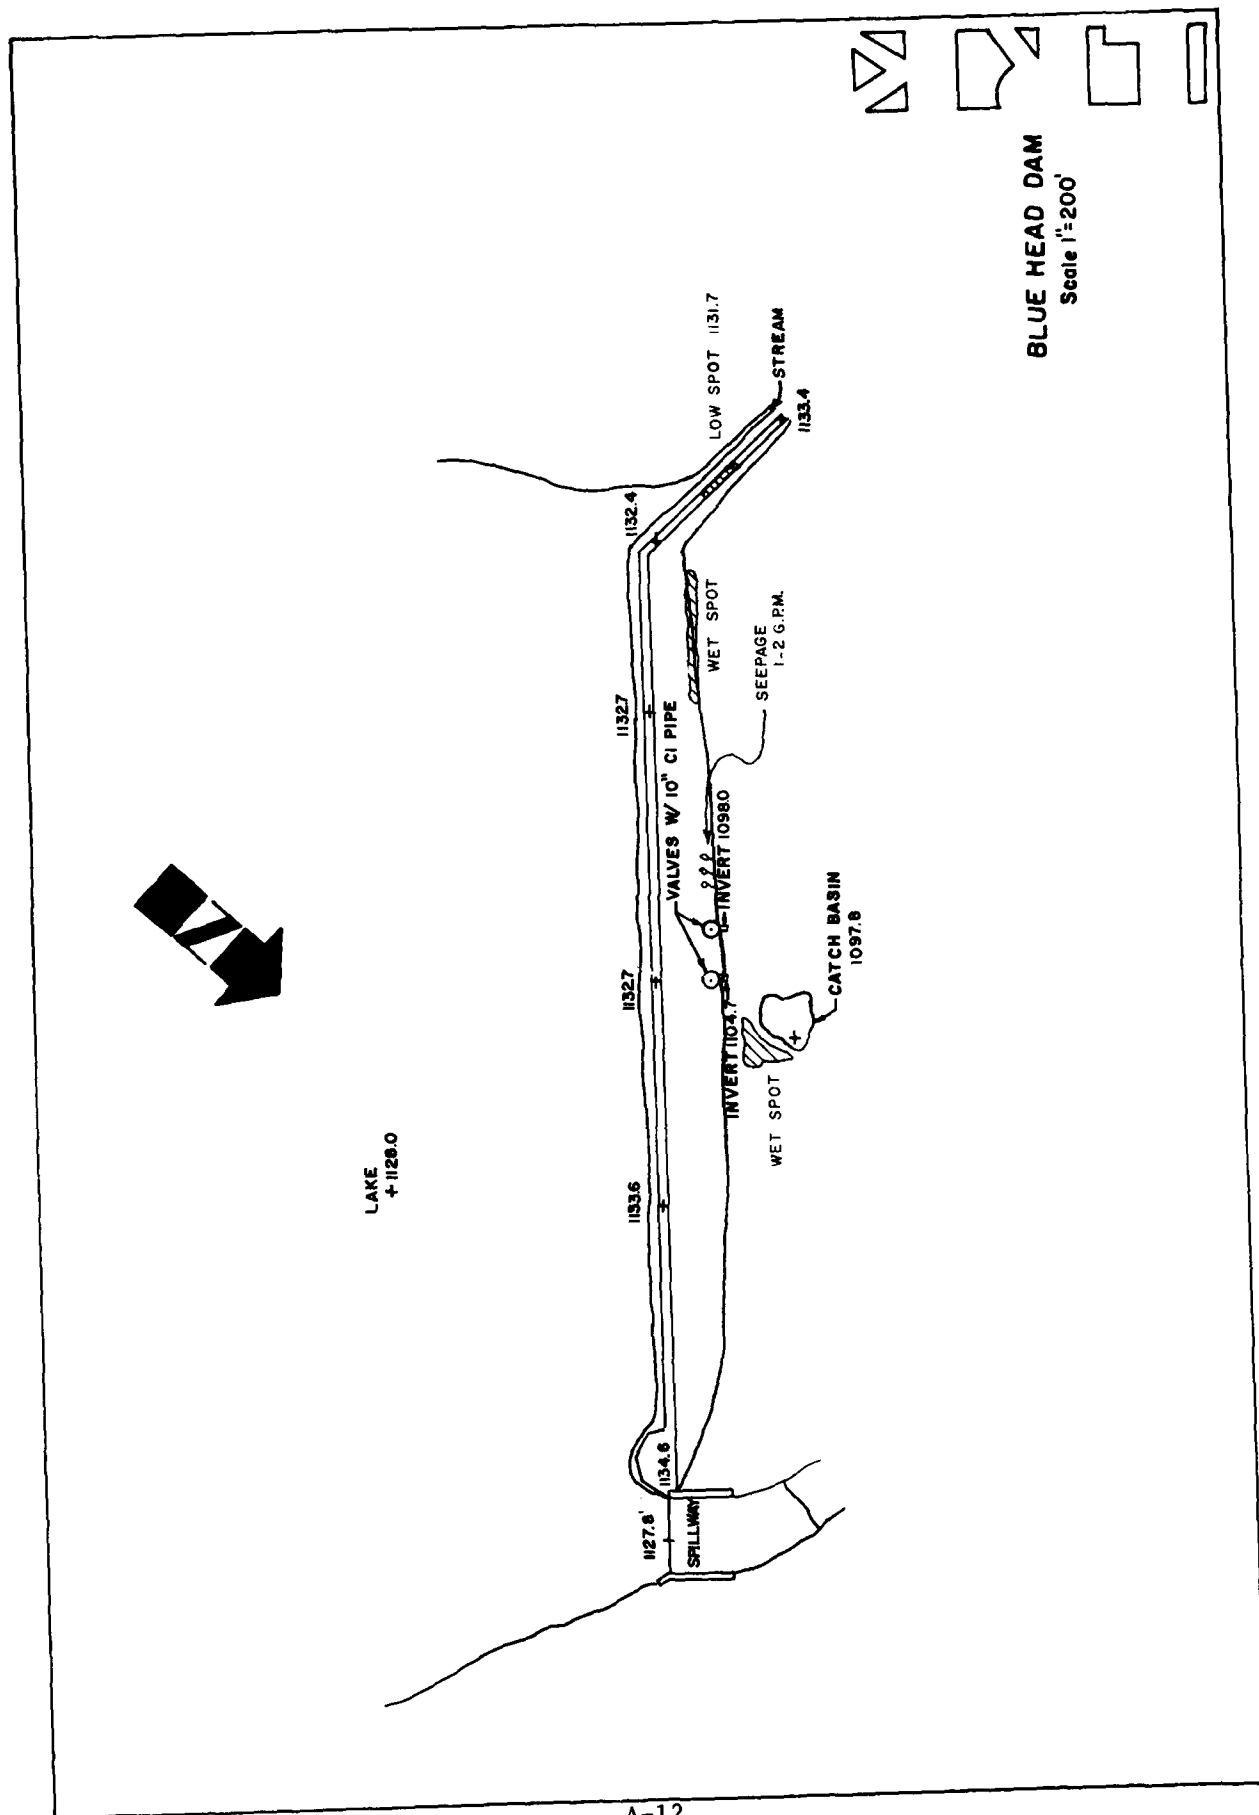 BLUE HEAD DAM
Scale 1"=200'
LAKE
+ 1128.0
1127.8'
SPILLWAY
1134.6
1133.6
1132.7
1132.7
1132.4
LOW SPOT 1131.7
STREAM
1133.4
WET SPOT
SEEPAGE
1-2 G.P.M.
VALVES W/ 10" CI PIPE
INVERT 1098.0
INVERT 1104.7
CATCH BASIN
1097.8
WET SPOT
A-12